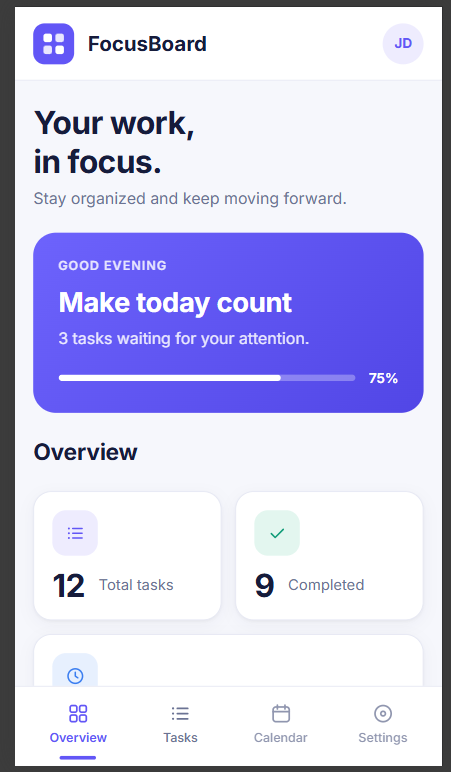 FocusBoard
JD
Your work,
in focus.
Stay organized and keep moving forward.
GOOD EVENING
Make today count
3 tasks waiting for your attention.
75%
Overview
12 Total tasks
9 Completed
Overview
Tasks
Calendar
Settings